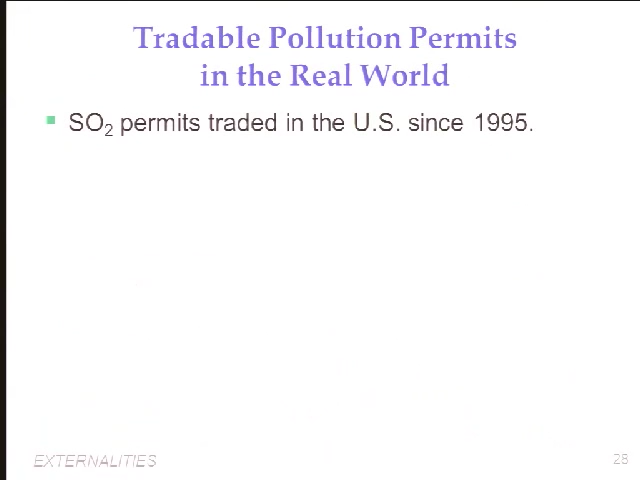 Tradable Pollution Permits
in the Real World
SO₂ permits traded in the U.S. since 1995.
EXTERNALITIES
28